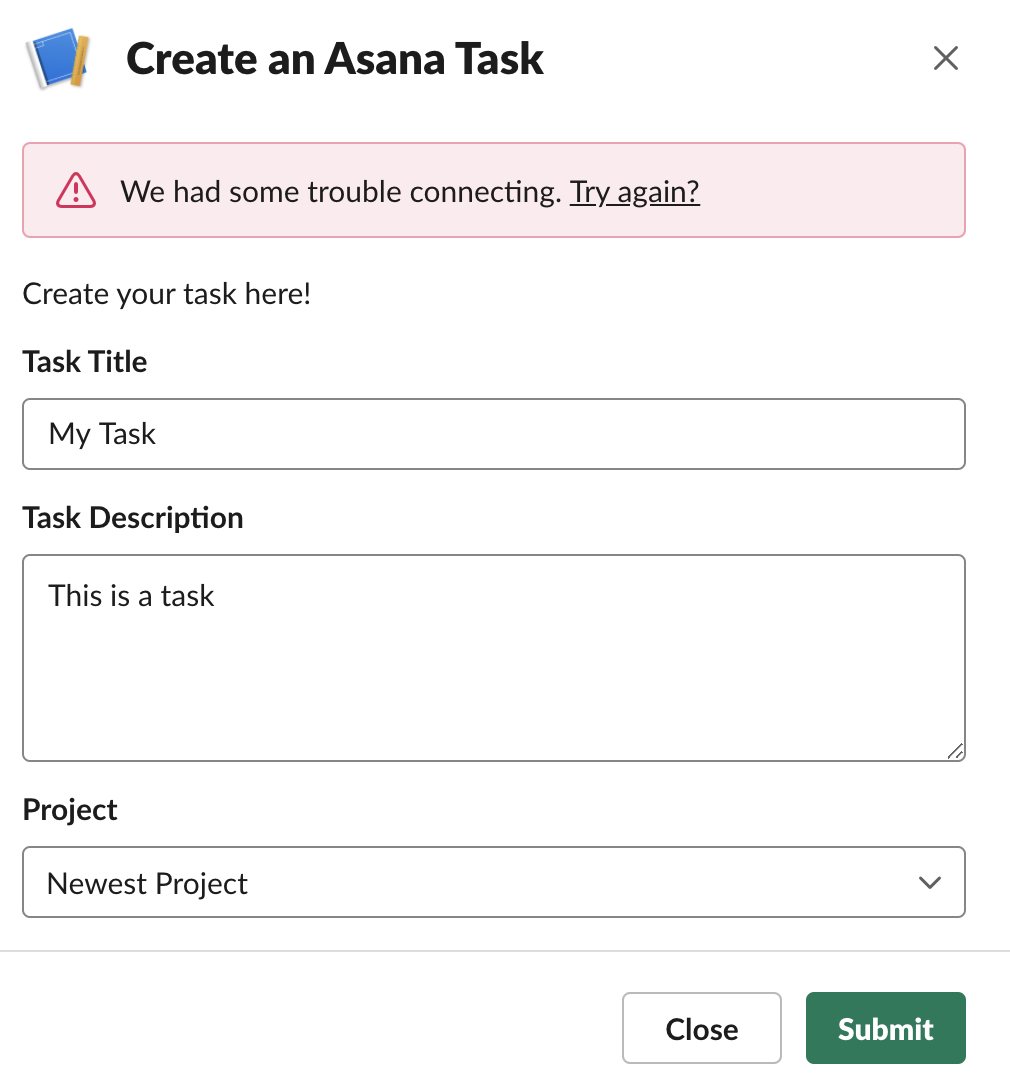 Create an Asana Task
We had some trouble connecting. Try again?
Create your task here!
Task Title
My Task
Task Description
This is a task
Project
Newest Project
Close Submit